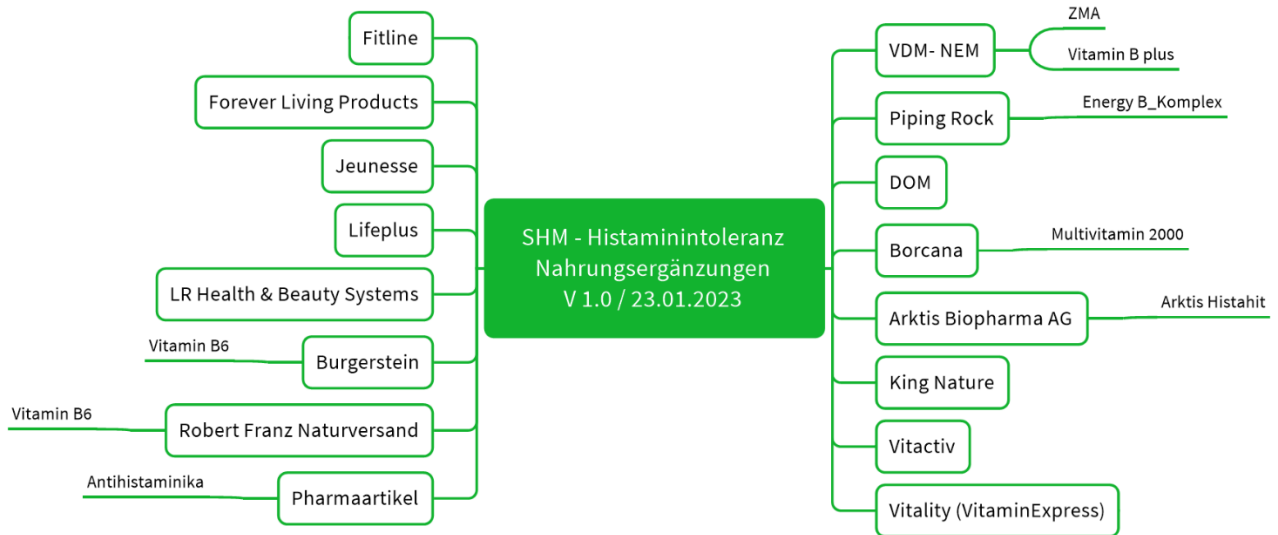 SHM - Histaminintoleranz
Nahrungsergänzungen
V 1.0 / 23.01.2023
VDM- NEM
ZMA
Vitamin B plus
Piping Rock
Energy B_Komplex
DOM
Borcana
Multivitamin 2000
Arktis Biopharma AG
Arktis Histahit
King Nature
Vitactiv
Vitality (VitaminExpress)
Fitline
Forever Living Products
Jeunesse
Lifeplus
LR Health & Beauty Systems
Burgerstein
Vitamin B6
Robert Franz Naturversand
Vitamin B6
Pharmaartikel
Antihistaminika